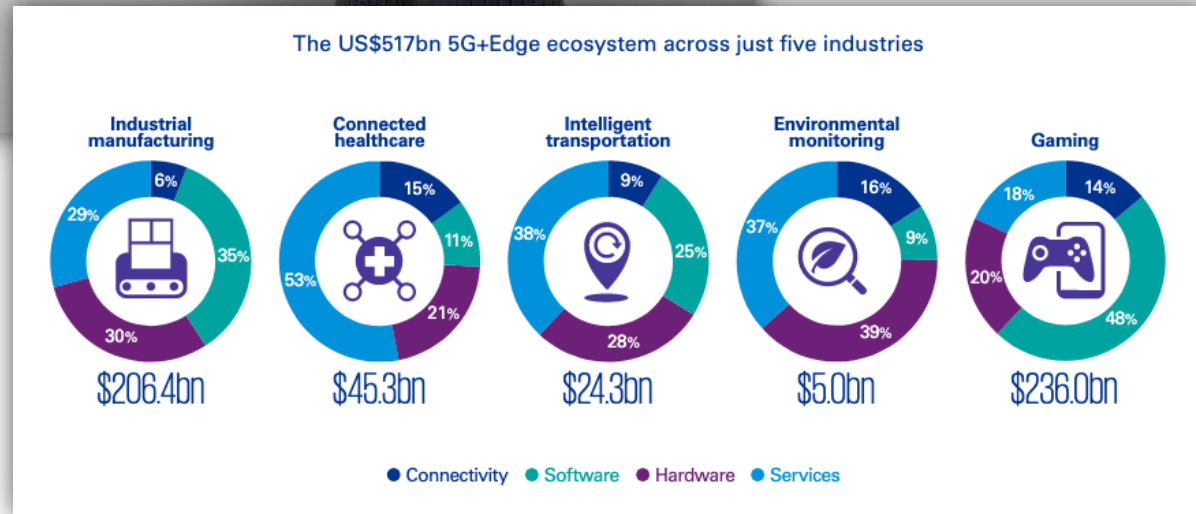 The US$517bn 5G+Edge ecosystem across just five industries
Industrial
manufacturing
6%
35%
30%
29%
$206.4bn
Connected
healthcare
15%
11%
21%
53%
$45.3bn
Intelligent
transportation
9%
25%
28%
38%
$24.3bn
Environmental
monitoring
16%
9%
39%
37%
$5.0bn
Gaming
14%
48%
20%
18%
$236.0bn
Connectivity Software Hardware Services